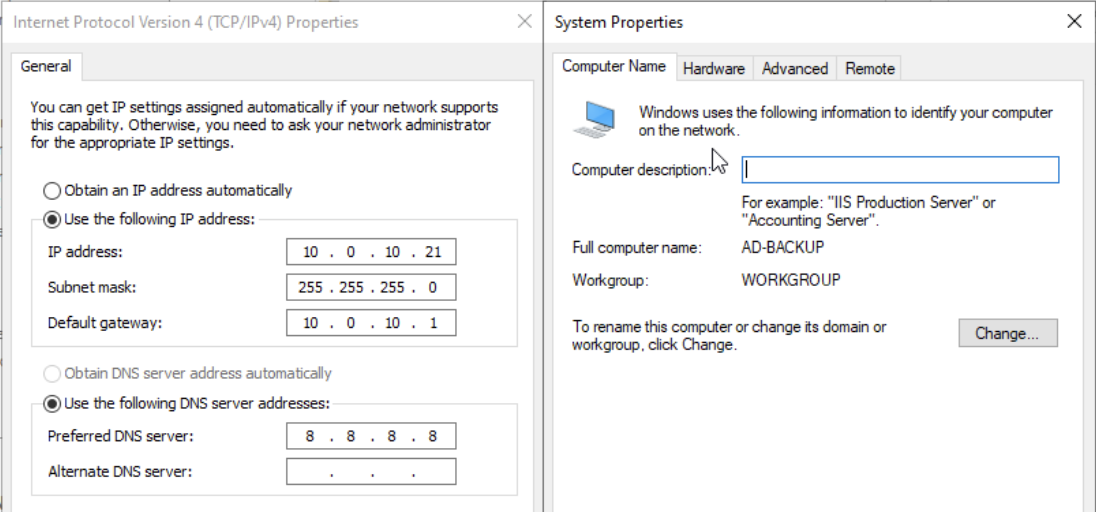 Internet Protocol Version 4 (TCP/IPv4) Properties
General
You can get IP settings assigned automatically if your network supports
this capability. Otherwise, you need to ask your network administrator
for the appropriate IP settings.
Obtain an IP address automatically
Use the following IP address:
IP address: 10 . 0 . 10 . 21
Subnet mask: 255 . 255 . 255 . 0
Default gateway: 10 . 0 . 10 . 1
Obtain DNS server address automatically
Use the following DNS server addresses:
Preferred DNS server: 8 . 8 . 8 . 8
Alternate DNS server: . . .
System Properties
Computer Name Hardware Advanced Remote
Windows uses the following information to identify your computer
on the network.
Computer description:
For example: "IIS Production Server" or
"Accounting Server".
Full computer name: AD-BACKUP
Workgroup: WORKGROUP
To rename this computer or change its domain or
workgroup, click Change.
Change...